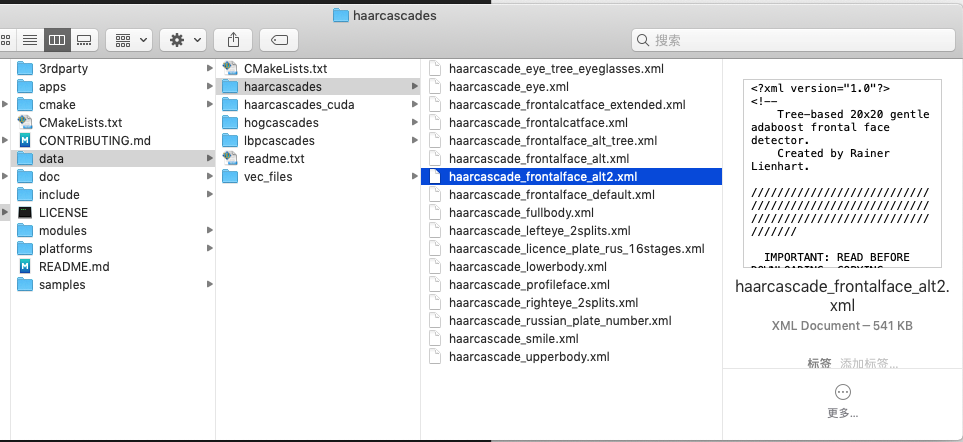 haarcascades
搜索
3rdparty
apps
cmake
CMakeLists.txt
CONTRIBUTING.md
data
doc
include
LICENSE
modules
platforms
README.md
samples
CMakeLists.txt
haarcascades
haarcascades_cuda
hogcascades
lbpcascades
readme.txt
vec_files
haarcascade_eye_tree_eyeglasses.xml
haarcascade_eye.xml
haarcascade_frontalcatface_extended.xml
haarcascade_frontalcatface.xml
haarcascade_frontalface_alt_tree.xml
haarcascade_frontalface_alt.xml
haarcascade_frontalface_alt2.xml
haarcascade_frontalface_default.xml
haarcascade_fullbody.xml
haarcascade_lefteye_2splits.xml
haarcascade_licence_plate_rus_16stages.xml
haarcascade_lowerbody.xml
haarcascade_profileface.xml
haarcascade_righteye_2splits.xml
haarcascade_russian_plate_number.xml
haarcascade_smile.xml
haarcascade_upperbody.xml
<?xml version="1.0"?>
<!--
Tree-based 20x20 gentle
adaboost frontal face
detector.
Created by Rainer
Lienhart.
////////////////////////////
////////////////////////////
////////////////////////////
///////
IMPORTANT: READ BEFORE
DOWNLOADING, COPYING,
haarcascade_frontalface_alt2.
xml
XML Document — 541 KB
标签 添加标签...
更多...